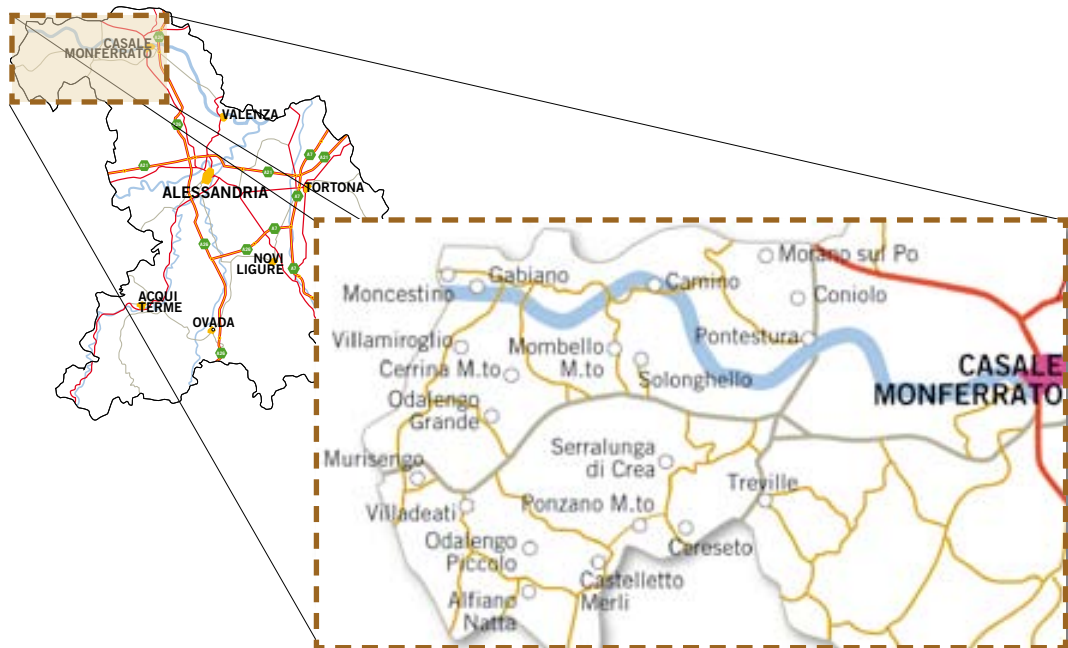 CASALE
MONFERRATO
VALENZA
ALESSANDRIA
TORTONA
NOVI
LIGURE
ACQUI
TERME
OVADA
Morano sul Po
Gabiano
Camino
Moncestino
Coniolo
Villamiroglio
Pontestura
Mombello
M.to
Cerrina M.to
Solonghello
CASALE
MONFERRATO
Odalengo
Grande
Serralunga
di Crea
Murisengo
Treville
Ponzano M.to
Villadeati
Odalengo
Piccolo
Cereseto
Castelletto
Merli
Alfiano
Natta